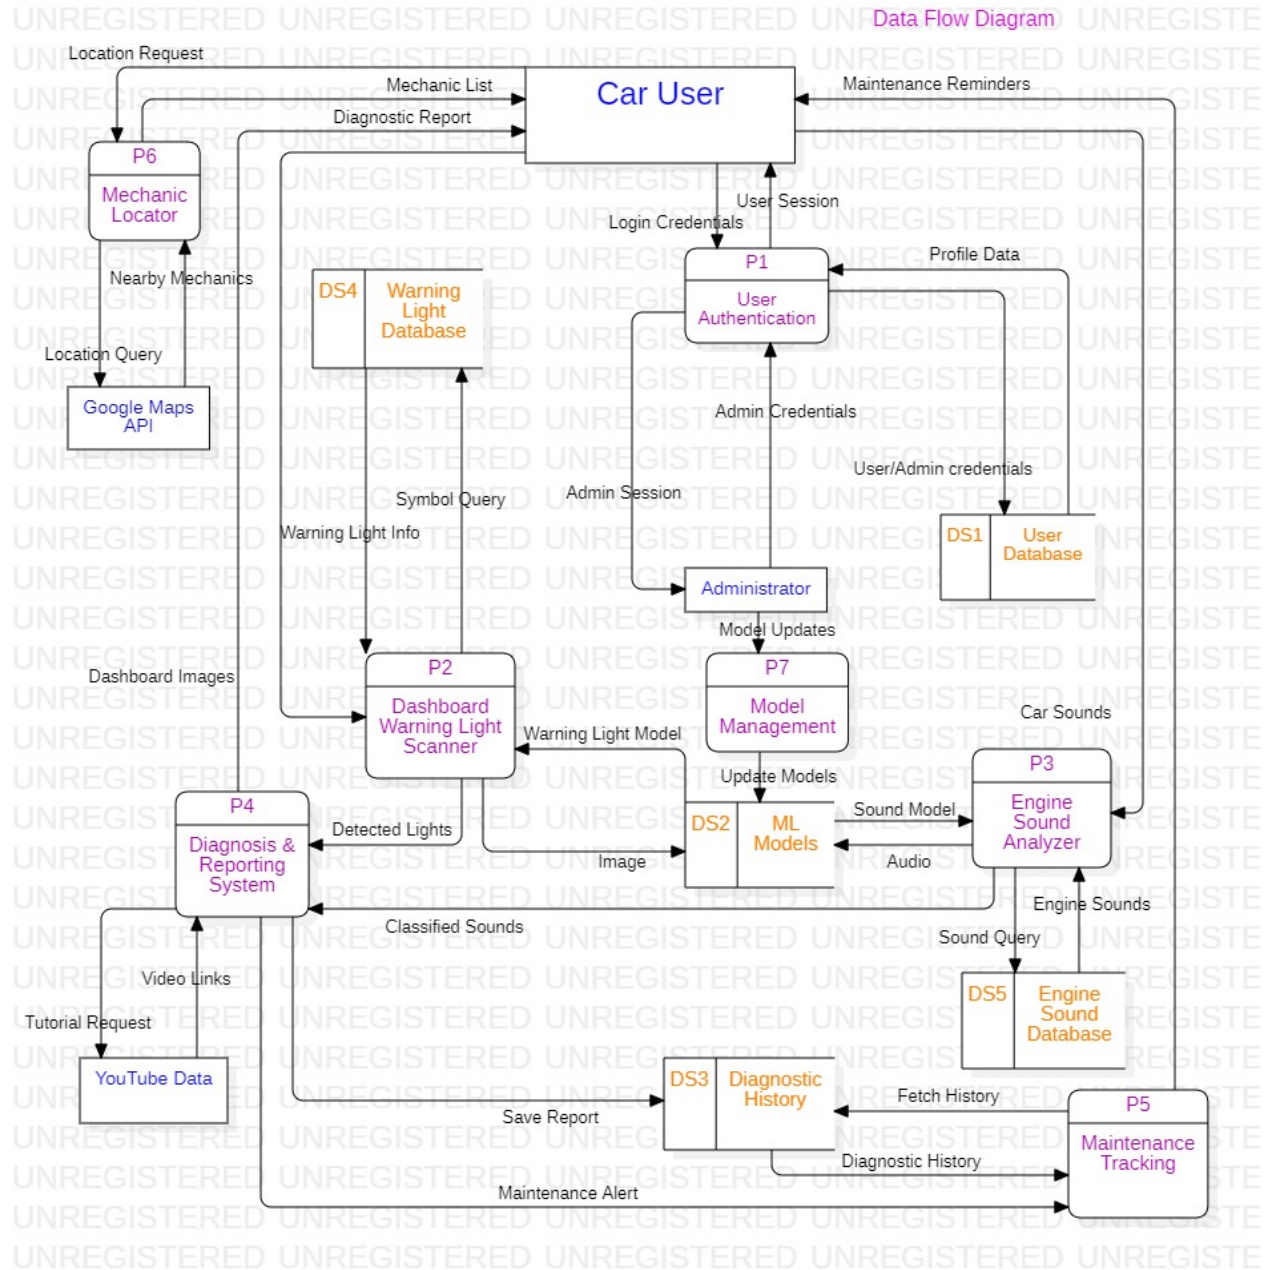 Data Flow Diagram
Location Request
Mechanic List
Car User
Maintenance Reminders
Diagnostic Report
P6
Mechanic
Locator
User Session
Login Credentials
P1
User
Authentication
Profile Data
Nearby Mechanics
DS4
Warning
Light
Database
Location Query
Google Maps
API
Admin Credentials
User/Admin credentials
Symbol Query
Admin Session
Warning Light Info
DS1
User
Database
Administrator
Model Updates
Dashboard Images
P2
Dashboard
Warning Light
Scanner
P7
Model
Management
Car Sounds
Warning Light Model
P3
Engine
Sound
Analyzer
Update Models
P4
Diagnosis &
Reporting
System
Detected Lights
DS2
ML
Models
Sound Model
Image
Audio
Engine Sounds
Classified Sounds
Sound Query
Video Links
DS5
Engine
Sound
Database
Tutorial Request
YouTube Data
DS3
Diagnostic
History
Fetch History
P5
Maintenance
Tracking
Save Report
Diagnostic History
Maintenance Alert
UNREGISTERED UNREGISTERED UNREGISTERED UNREGISTERED UNREGISTE